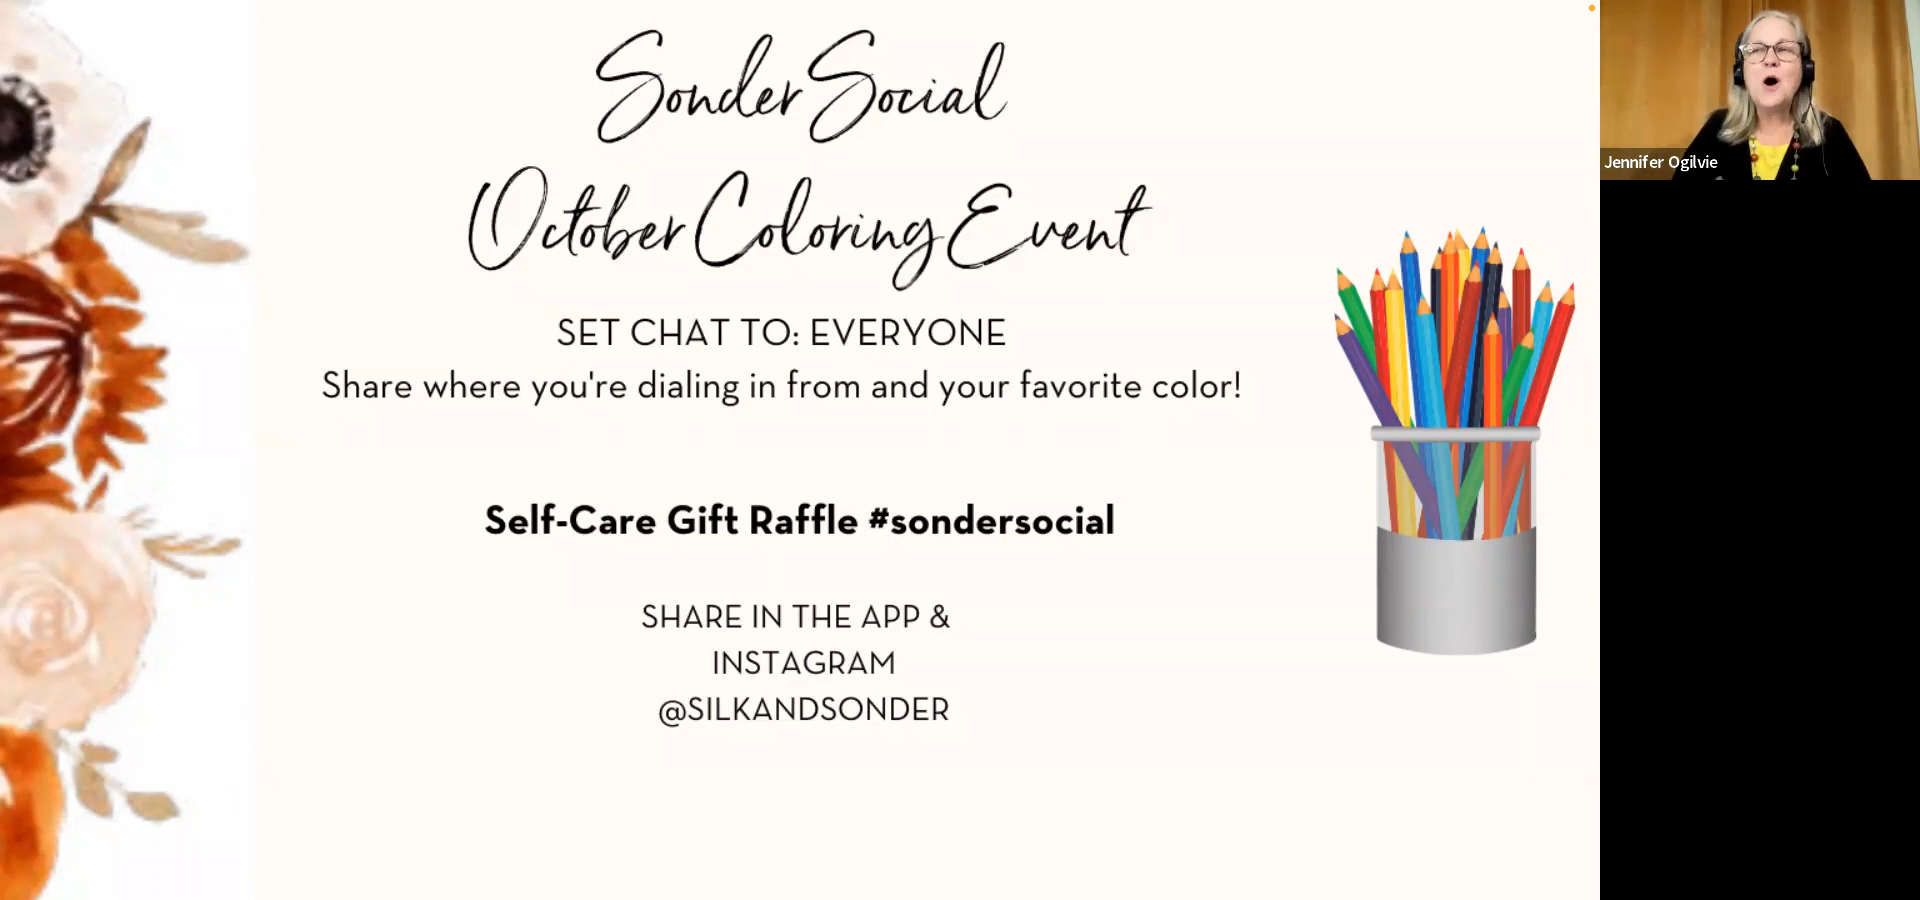 Sonder Social
October Coloring Event
SET CHAT TO: EVERYONE
Share where you're dialing in from and your favorite color!
Self-Care Gift Raffle #sondersocial
SHARE IN THE APP &
INSTAGRAM
@SILKANDSONDER
Jennifer Ogilvie